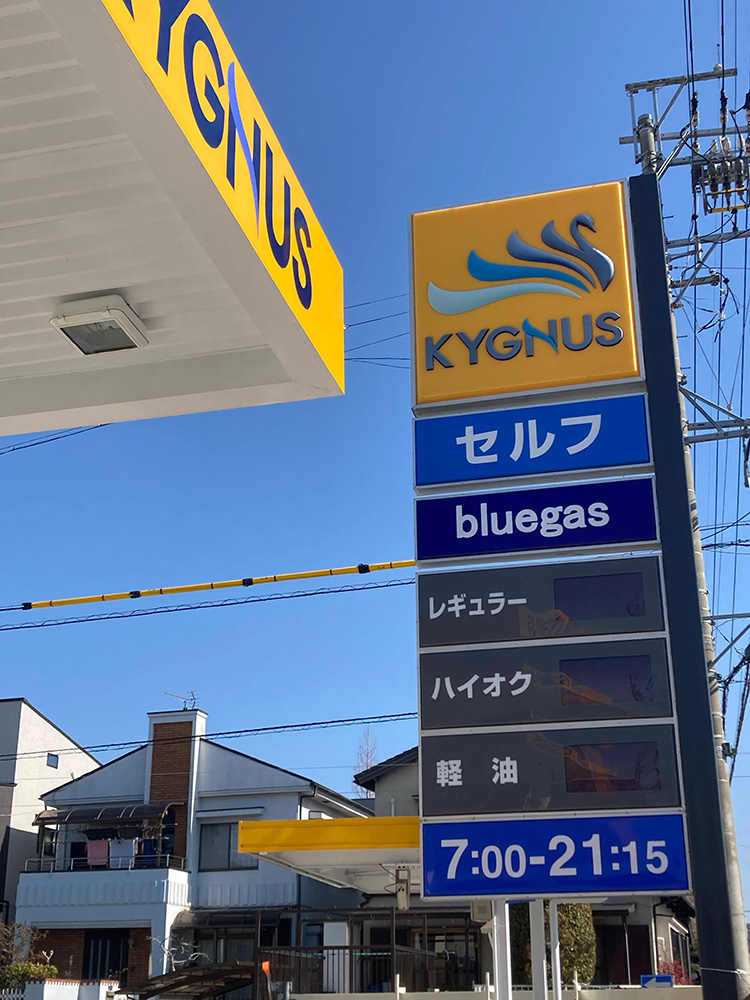 KYGNUS
KYGNUS
セルフ
bluegas
レギュラー
ハイオク
軽油
7:00-21:15